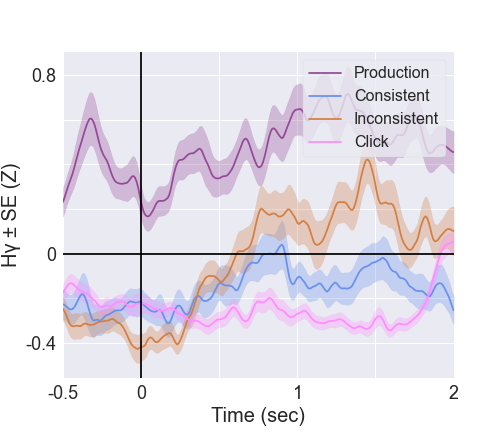 0.8
0
-0.4
-0.5
0
1
2
Hγ ± SE (Z)
Time (sec)
Production
Consistent
Inconsistent
Click